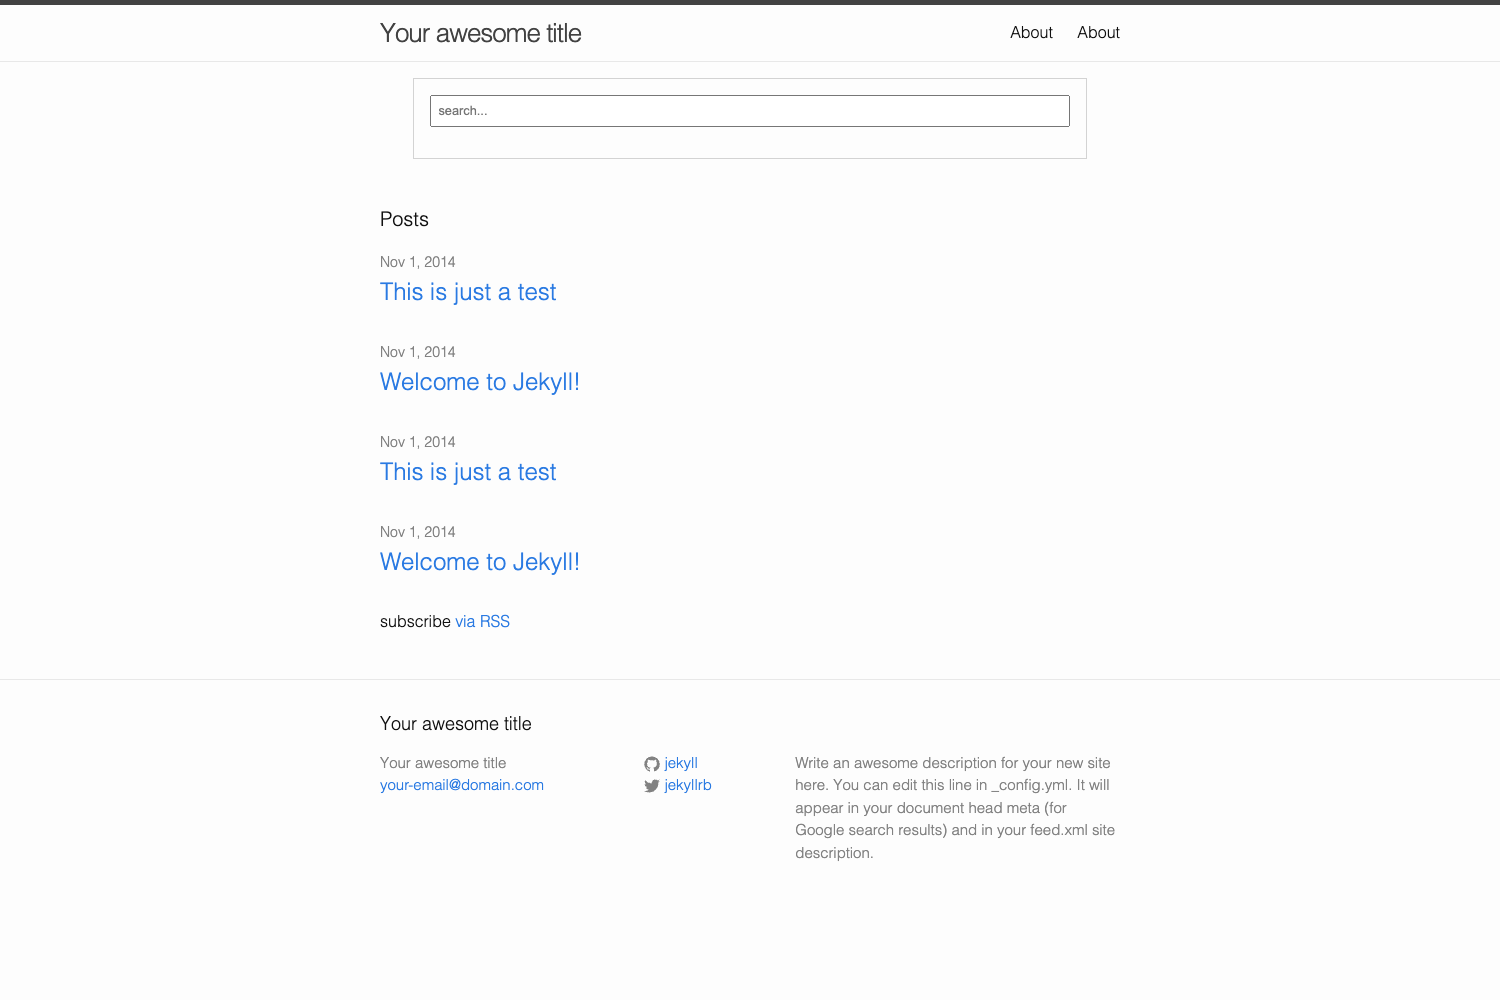 Your awesome title
About About
search...
Posts
Nov 1, 2014
This is just a test
Nov 1, 2014
Welcome to Jekyll!
Nov 1, 2014
This is just a test
Nov 1, 2014
Welcome to Jekyll!
subscribe via RSS
Your awesome title
Your awesome title
your-email@domain.com
jekyll
jekyllrb
Write an awesome description for your new site
here. You can edit this line in _config.yml. It will
appear in your document head meta (for
Google search results) and in your feed.xml site
description.